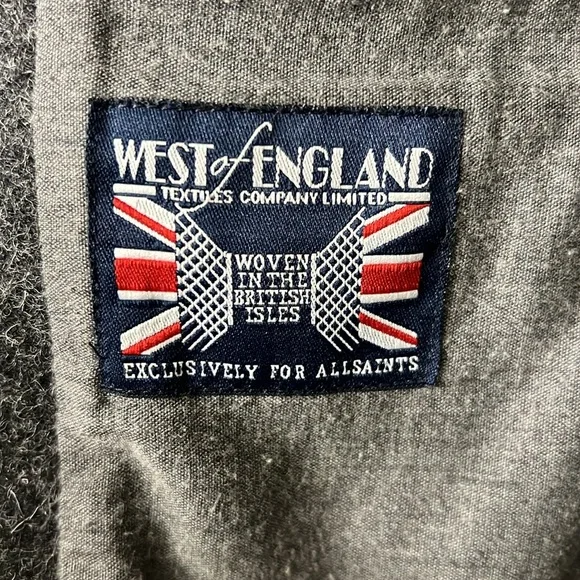 WEST of ENGLAND
TEXTILES COMPANY LIMITED
WOVEN
IN THE
BRITISH
ISLES
EXCLUSIVELY FOR ALLSAINTS